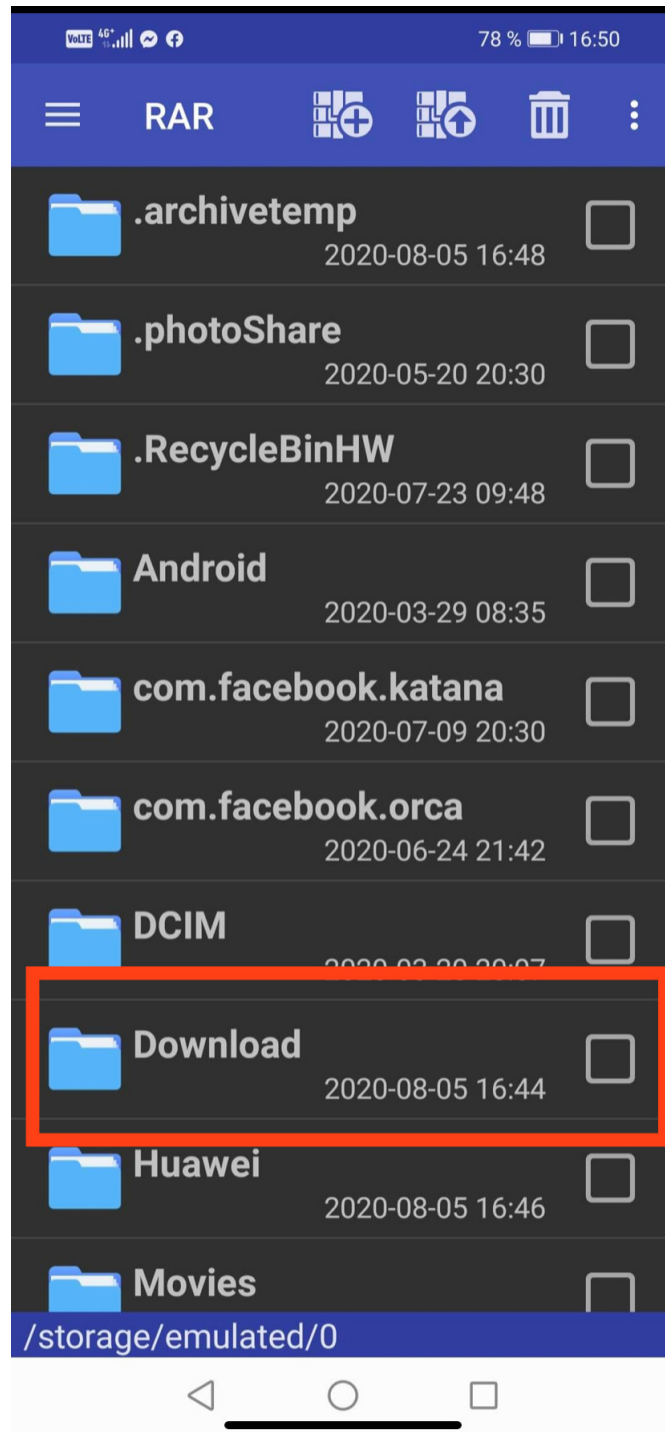 VoLTE 4G+ 78 % 16:50
RAR
.archivetemp
2020-08-05 16:48
.photoShare
2020-05-20 20:30
.RecycleBinHW
2020-07-23 09:48
Android
2020-03-29 08:35
com.facebook.katana
2020-07-09 20:30
com.facebook.orca
2020-06-24 21:42
DCIM
Download
2020-08-05 16:44
Huawei
2020-08-05 16:46
Movies
/storage/emulated/0